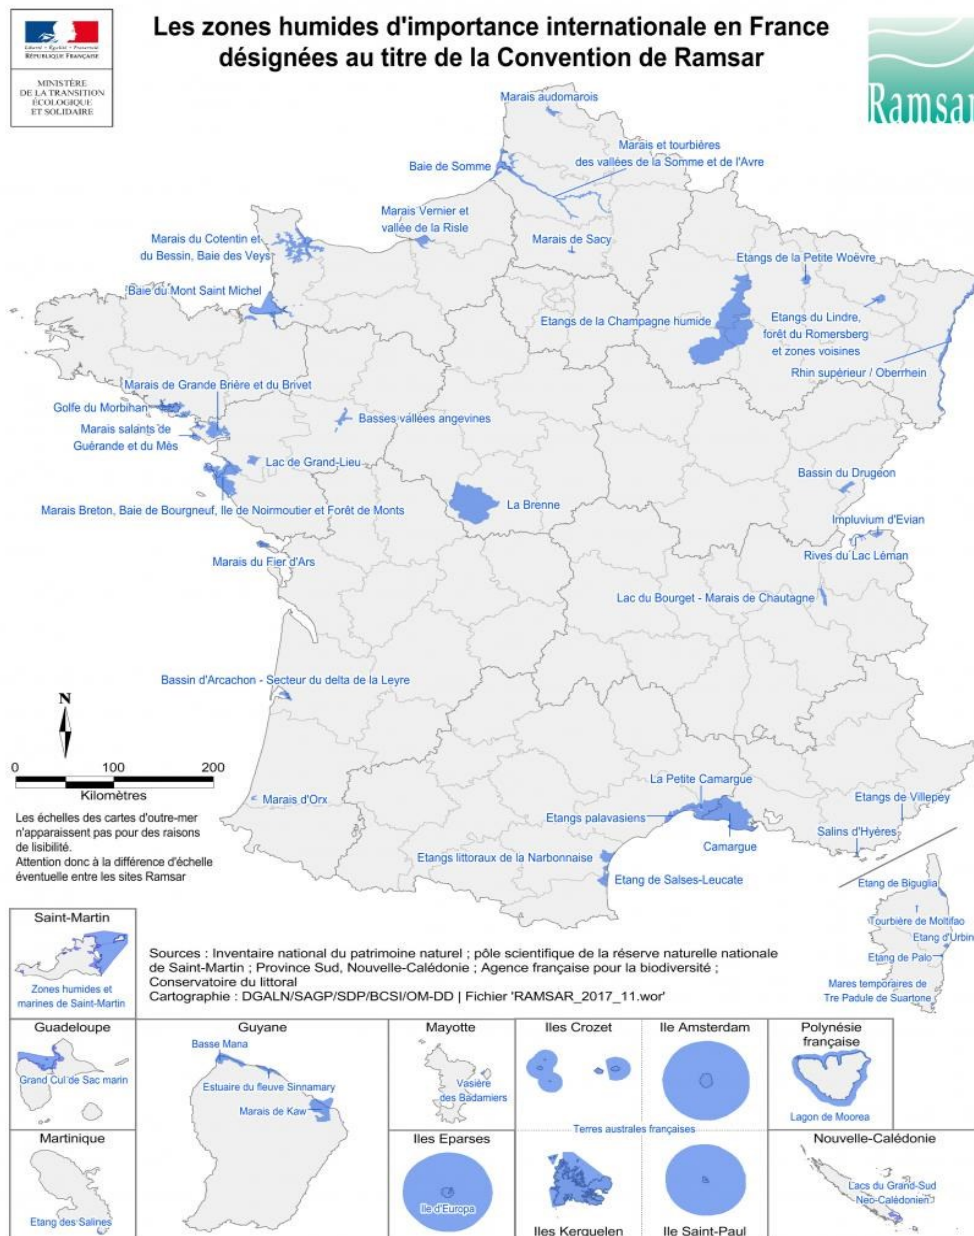 Les zones humides d'importance internationale en France
désignées au titre de la Convention de Ramsar
Liberté • Égalité • Fraternité
RÉPUBLIQUE FRANÇAISE
MINISTÈRE
DE LA TRANSITION
ÉCOLOGIQUE
ET SOLIDAIRE
Ramsar
Marais audomarois
Marais et tourbières
des vallées de la Somme et de l'Avre
Baie de Somme
Marais Vernier et
vallée de la Risle
Marais de Sacy
Marais du Cotentin et
du Bessin, Baie des Veys
Etangs de la Petite Woëvre
Baie du Mont Saint Michel
Etangs de la Champagne humide
Etangs du Lindre,
forêt du Romersberg
et zones voisines
Rhin supérieur / Oberrhein
Marais de Grande Brière et du Brivet
Golfe du Morbihan
Basses vallées angevines
Marais salants de
Guérande et du Mès
Lac de Grand-Lieu
Bassin du Drugeon
La Brenne
Marais Breton, Baie de Bourgneuf, Ile de Noirmoutier et Forêt de Monts
Impluvium d'Evian
Marais du Fier d'Ars
Rives du Lac Léman
Lac du Bourget - Marais de Chautagne
Bassin d'Arcachon - Secteur du delta de la Leyre
N
0 100 200
Kilomètres
Les échelles des cartes d'outre-mer
n'apparaissent pas pour des raisons
de lisibilité.
Attention donc à la différence d'échelle
éventuelle entre les sites Ramsar
Marais d'Orx
La Petite Camargue
Etangs de Villepey
Etangs palavasiens
Salins d'Hyères
Camargue
Etangs littoraux de la Narbonnaise
Etang de Salses-Leucate
Etang de Biguglia
Tourbière de Moltifao
Etang d'Urbino
Etang de Palo
Mares temporaires de
Tre Padule de Suartone
Saint-Martin
Zones humides et
marines de Saint-Martin
Sources : Inventaire national du patrimoine naturel ; pôle scientifique de la réserve naturelle nationale
de Saint-Martin ; Province Sud, Nouvelle-Calédonie ; Agence française pour la biodiversité ;
Conservatoire du littoral
Cartographie : DGALN/SAGP/SDP/BCSI/OM-DD | Fichier 'RAMSAR_2017_11.wor'
Guadeloupe
Grand Cul de Sac marin
Guyane
Basse Mana
Estuaire du fleuve Sinnamary
Marais de Kaw
Mayotte
Vasière
des Badamiers
Iles Crozet
Ile Amsterdam
Terres australes françaises
Polynésie
française
Lagon de Moorea
Martinique
Etang des Salines
Iles Eparses
Ile d'Europa
Iles Kerguelen
Ile Saint-Paul
Nouvelle-Calédonie
Lacs du Grand-Sud
Néo-Calédonien